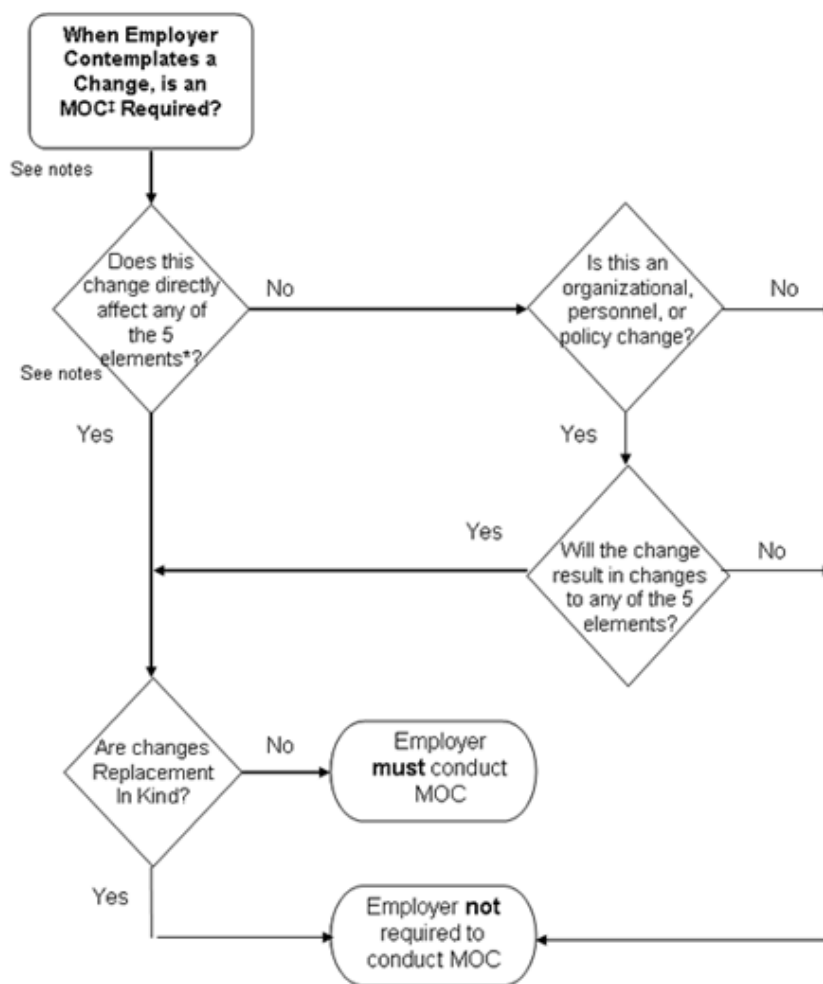 When Employer
Contemplates a
Change, is an
MOC‡ Required?
See notes
Does this
change directly
affect any of
the 5
elements*?
See notes
No
Is this an
organizational,
personnel, or
policy change?
No
Yes
Yes
Yes
Will the change
result in changes
to any of the 5
elements?
No
Are changes
Replacement
In Kind?
No
Employer
must conduct
MOC
Yes
Employer not
required to
conduct MOC